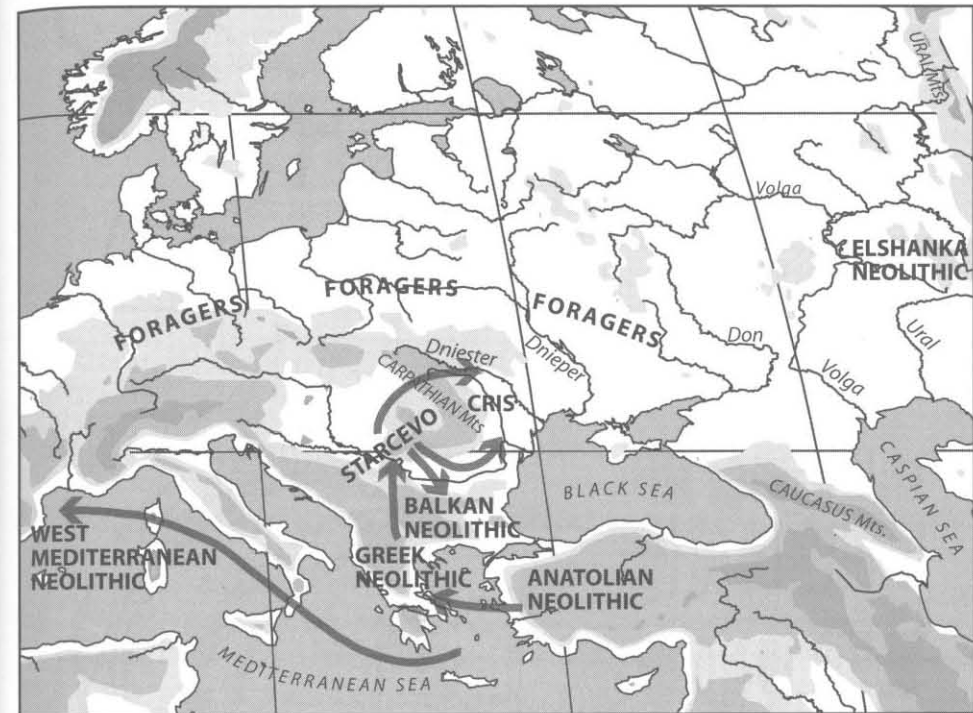 URAL Mts.
Volga
ELSHANKA
NEOLITHIC
FORAGERS
FORAGERS
FORAGERS
Dniester
Dnieper
Don
Ural
Volga
CARPATHIAN Mts.
CRIS
STARCEVO
BLACK SEA
CAUCASUS Mts.
CASPIAN SEA
BALKAN
NEOLITHIC
WEST
MEDITERRANEAN
NEOLITHIC
GREEK
NEOLITHIC
ANATOLIAN
NEOLITHIC
MEDITERRANEAN SEA